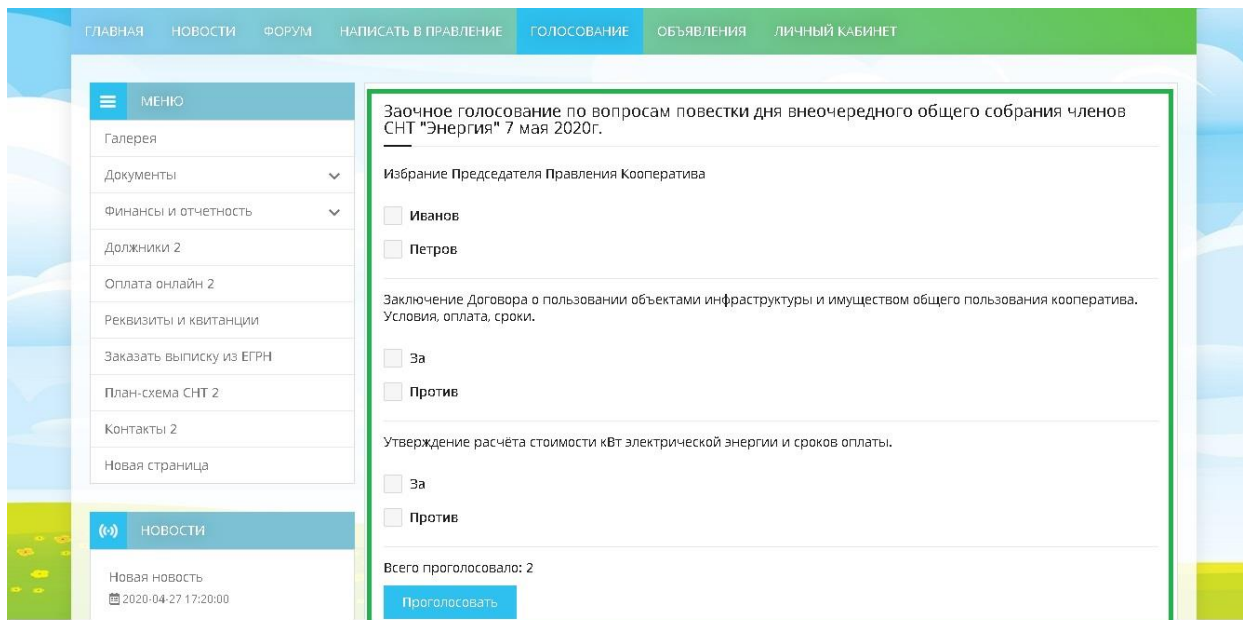 ГЛАВНАЯ НОВОСТИ ФОРУМ НАПИСАТЬ В ПРАВЛЕНИЕ ГОЛОСОВАНИЕ ОБЪЯВЛЕНИЯ ЛИЧНЫЙ КАБИНЕТ
МЕНЮ
Галерея
Документы
Финансы и отчетность
Должники 2
Оплата онлайн 2
Реквизиты и квитанции
Заказать выписку из ЕГРН
План-схема СНТ 2
Контакты 2
Новая страница
НОВОСТИ
Новая новость
2020-04-27 17:20:00
Заочное голосование по вопросам повестки дня внеочередного общего собрания членов
СНТ "Энергия" 7 мая 2020г.
Избрание Председателя Правления Кооператива
Иванов
Петров
Заключение Договора о пользовании объектами инфраструктуры и имуществом общего пользования кооператива.
Условия, оплата, сроки.
За
Против
Утверждение расчёта стоимости кВт электрической энергии и сроков оплаты.
За
Против
Всего проголосовало: 2
Проголосовать